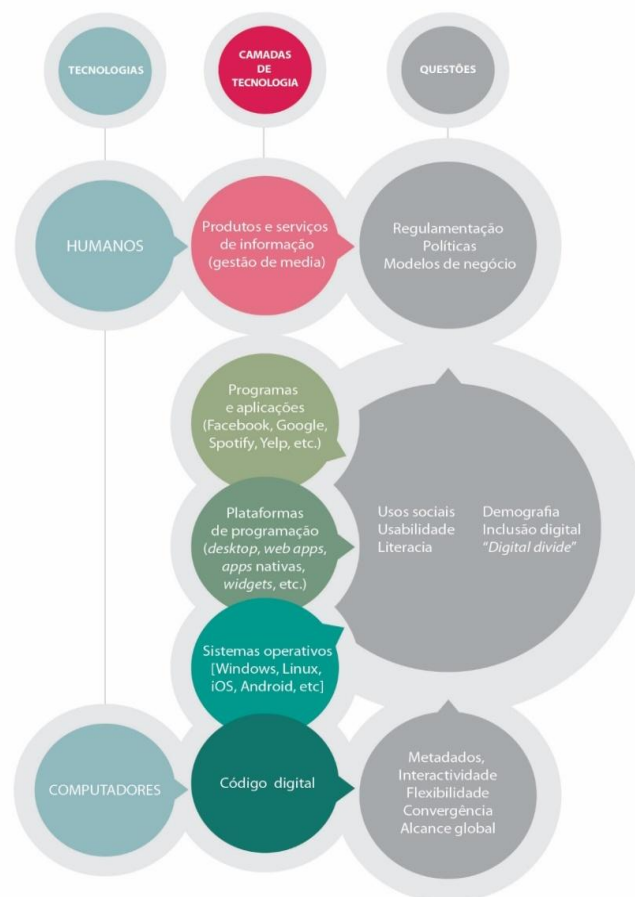 TECNOLOGIAS
CAMADAS
DE
TECNOLOGIA
QUESTÕES
HUMANOS
Produtos e serviços
de informação
(gestão de media)
Regulamentação
Políticas
Modelos de negócio
Programas
e aplicações
(Facebook, Google,
Spotify, Yelp, etc.)
Plataformas
de programação
(desktop, web apps,
apps nativas,
widgets, etc.)
Usos sociais
Usabilidade
Literacia
Demografia
Inclusão digital
"Digital divide"
Sistemas operativos
[Windows, Linux,
iOS, Android, etc]
COMPUTADORES
Código digital
Metadados,
Interactividade
Flexibilidade
Convergência
Alcance global